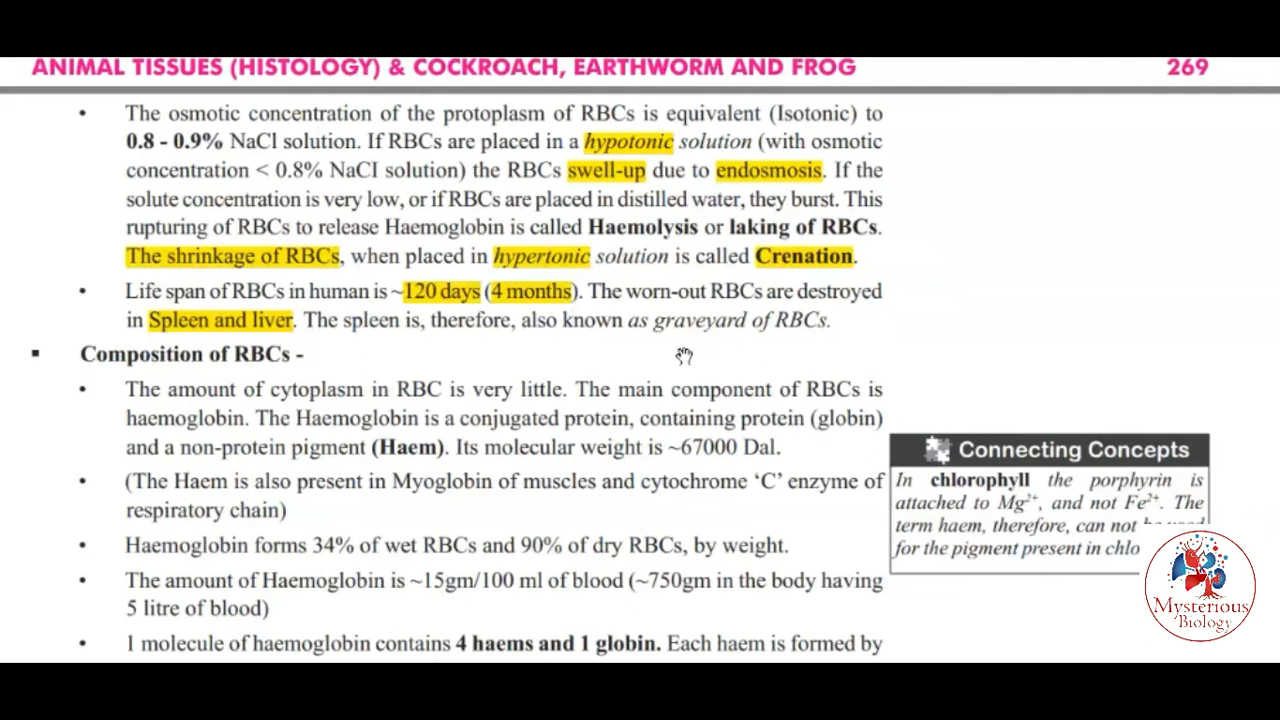 ANIMAL TISSUES (HISTOLOGY) & COCKROACH, EARTHWORM AND FROG 269
• The osmotic concentration of the protoplasm of RBCs is equivalent (Isotonic) to
0.8 - 0.9% NaCl solution. If RBCs are placed in a hypotonic solution (with osmotic
concentration < 0.8% NaCI solution) the RBCs swell-up due to endosmosis. If the
solute concentration is very low, or if RBCs are placed in distilled water, they burst. This
rupturing of RBCs to release Haemoglobin is called Haemolysis or laking of RBCs.
The shrinkage of RBCs, when placed in hypertonic solution is called Crenation.
• Life span of RBCs in human is ~120 days (4 months). The worn-out RBCs are destroyed
in Spleen and liver. The spleen is, therefore, also known as graveyard of RBCs.
▪ Composition of RBCs -
• The amount of cytoplasm in RBC is very little. The main component of RBCs is
haemoglobin. The Haemoglobin is a conjugated protein, containing protein (globin)
and a non-protein pigment (Haem). Its molecular weight is ~67000 Dal.
• (The Haem is also present in Myoglobin of muscles and cytochrome ‘C’ enzyme of
respiratory chain)
• Haemoglobin forms 34% of wet RBCs and 90% of dry RBCs, by weight.
• The amount of Haemoglobin is ~15gm/100 ml of blood (~750gm in the body having
5 litre of blood)
• 1 molecule of haemoglobin contains 4 haems and 1 globin. Each haem is formed by
Connecting Concepts
In chlorophyll the porphyrin is
attached to Mg²⁺, and not Fe²⁺. The
term haem, therefore, can not
for the pigment present in chlo
Mysterious
Biology